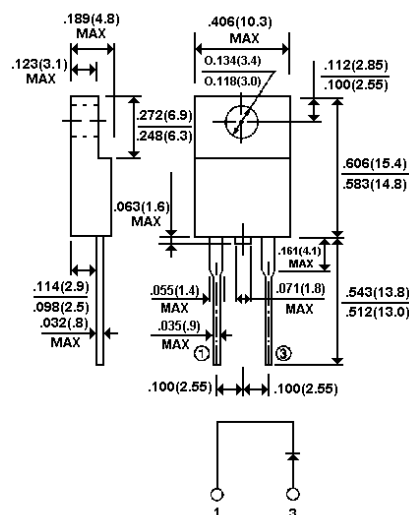 .189(4.8)
MAX
.406(10.3)
MAX
.123(3.1)
MAX
O.134(3.4)
0.118(3.0)
.112(2.85)
.100(2.55)
.272(6.9)
.248(6.3)
.606(15.4)
.583(14.8)
.063(1.6)
MAX
.161(4.1)
MAX
.114(2.9)
.098(2.5)
.055(1.4)
MAX
.071(1.8)
MAX
.543(13.8)
.512(13.0)
.032(.8)
MAX
.035(.9)
MAX
1
3
.100(2.55)
.100(2.55)
1
3